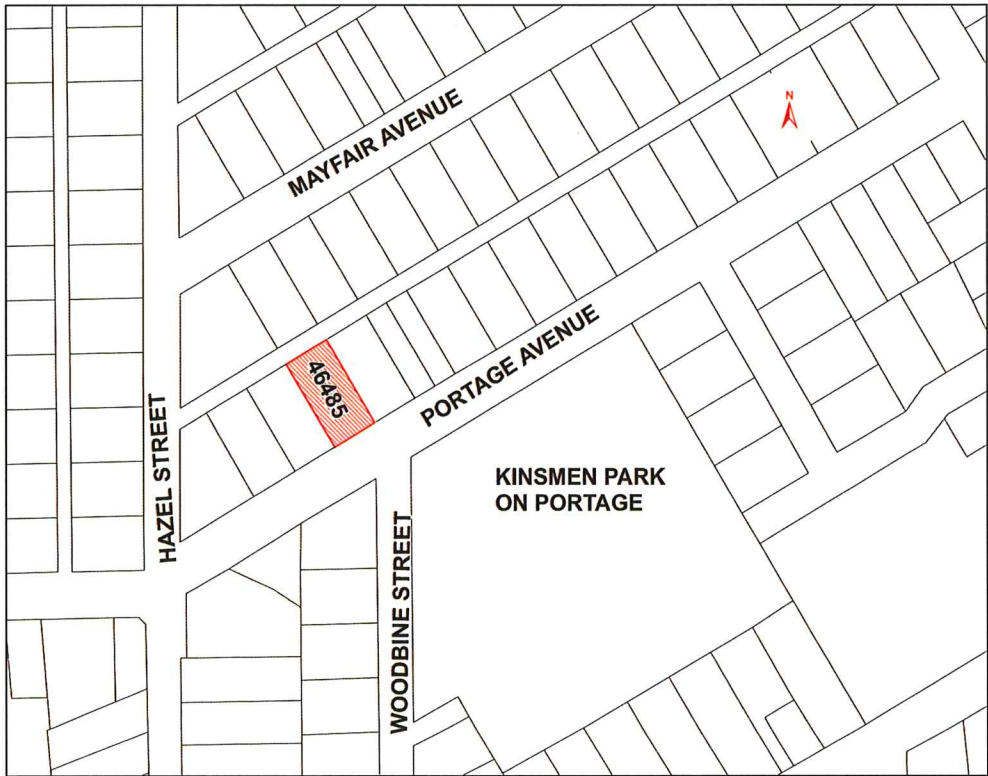 MAYFAIR AVENUE
N
46485
PORTAGE AVENUE
HAZEL STREET
KINSMEN PARK
ON PORTAGE
WOODBINE STREET